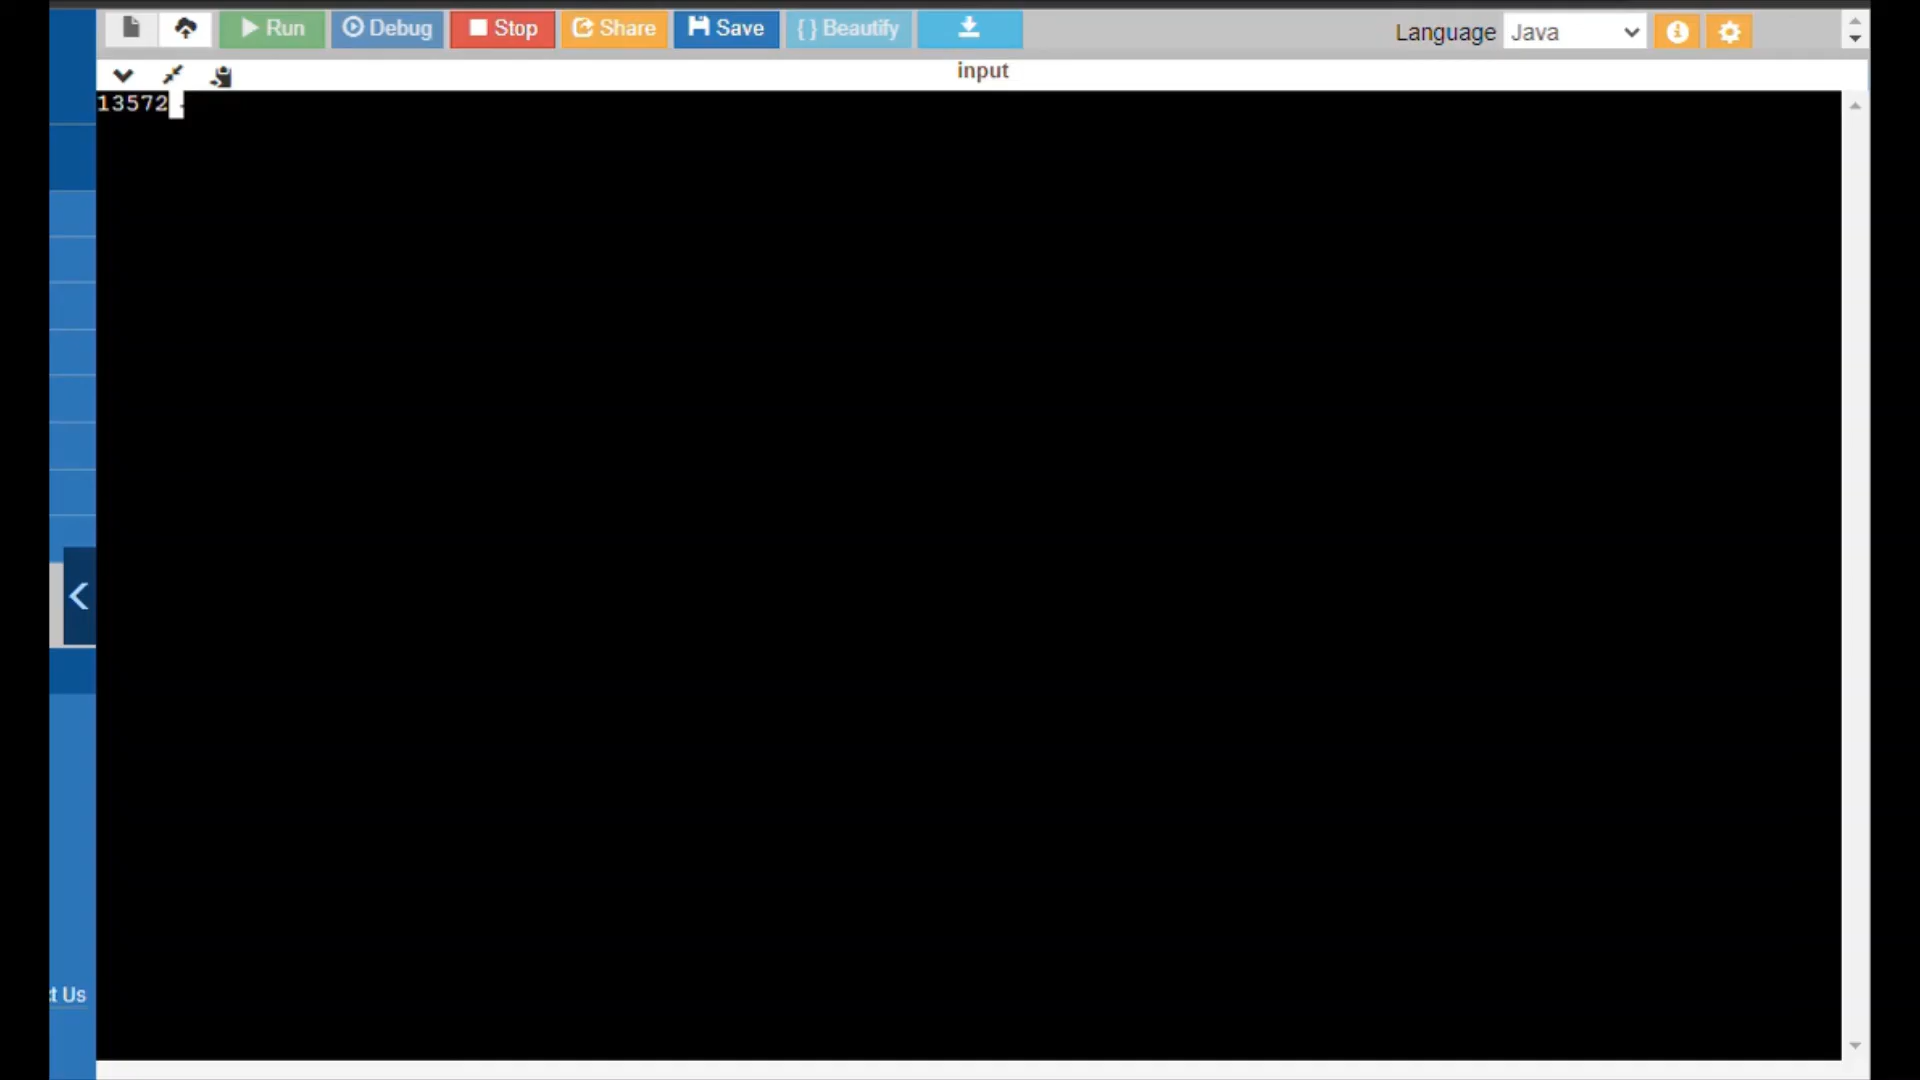 Run Debug Stop Share Save {} Beautify Language Java
input
13572
t Us